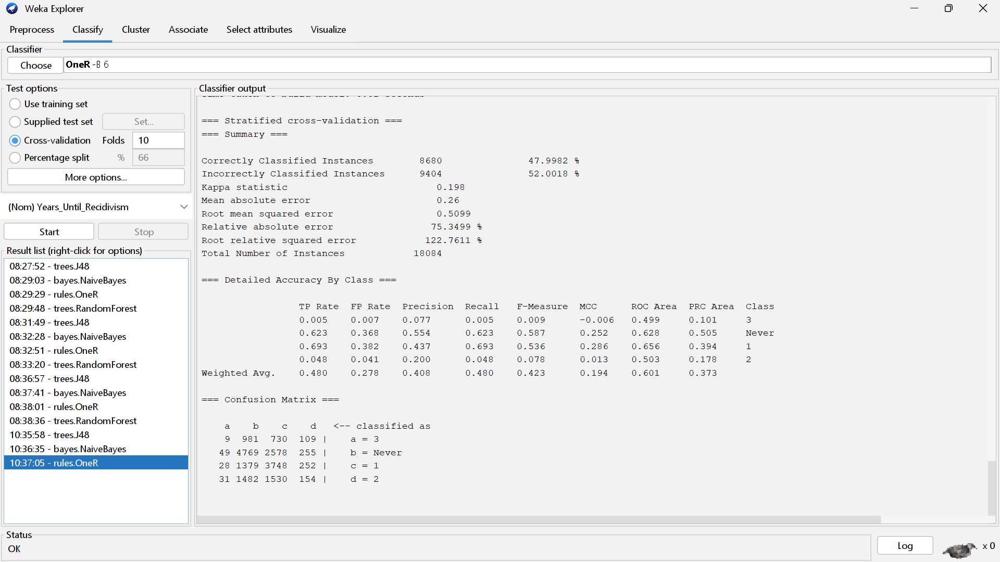 Weka Explorer
Preprocess Classify Cluster Associate Select attributes Visualize
Classifier
Choose OneR -B 6
Test options
Use training set
Supplied test set Set...
Cross-validation Folds 10
Percentage split % 66
More options...
(Nom) Years_Until_Recidivism
Start Stop
Result list (right-click for options)
08:27:52 - trees.J48
08:29:03 - bayes.NaiveBayes
08:29:29 - rules.OneR
08:29:48 - trees.RandomForest
08:31:49 - trees.J48
08:32:28 - bayes.NaiveBayes
08:32:51 - rules.OneR
08:33:20 - trees.RandomForest
08:36:57 - trees.J48
08:37:41 - bayes.NaiveBayes
08:38:01 - rules.OneR
08:38:36 - trees.RandomForest
10:35:58 - trees.J48
10:36:35 - bayes.NaiveBayes
10:37:05 - rules.OneR
Classifier output
=== Stratified cross-validation ===
=== Summary ===
Correctly Classified Instances 8680 47.9982 %
Incorrectly Classified Instances 9404 52.0018 %
Kappa statistic 0.198
Mean absolute error 0.26
Root mean squared error 0.5099
Relative absolute error 75.3499 %
Root relative squared error 122.7611 %
Total Number of Instances 18084
=== Detailed Accuracy By Class ===
TP Rate FP Rate Precision Recall F-Measure MCC ROC Area PRC Area Class
0.005 0.007 0.077 0.005 0.009 -0.006 0.499 0.101 3
0.623 0.368 0.554 0.623 0.587 0.252 0.628 0.505 Never
0.693 0.382 0.437 0.693 0.536 0.286 0.656 0.394 1
0.048 0.041 0.200 0.048 0.078 0.013 0.503 0.178 2
Weighted Avg. 0.480 0.278 0.408 0.480 0.423 0.194 0.601 0.373
=== Confusion Matrix ===
a b c d <-- classified as
9 981 730 109 | a = 3
49 4769 2578 255 | b = Never
28 1379 3748 252 | c = 1
31 1482 1530 154 | d = 2
Status
OK
Log x 0